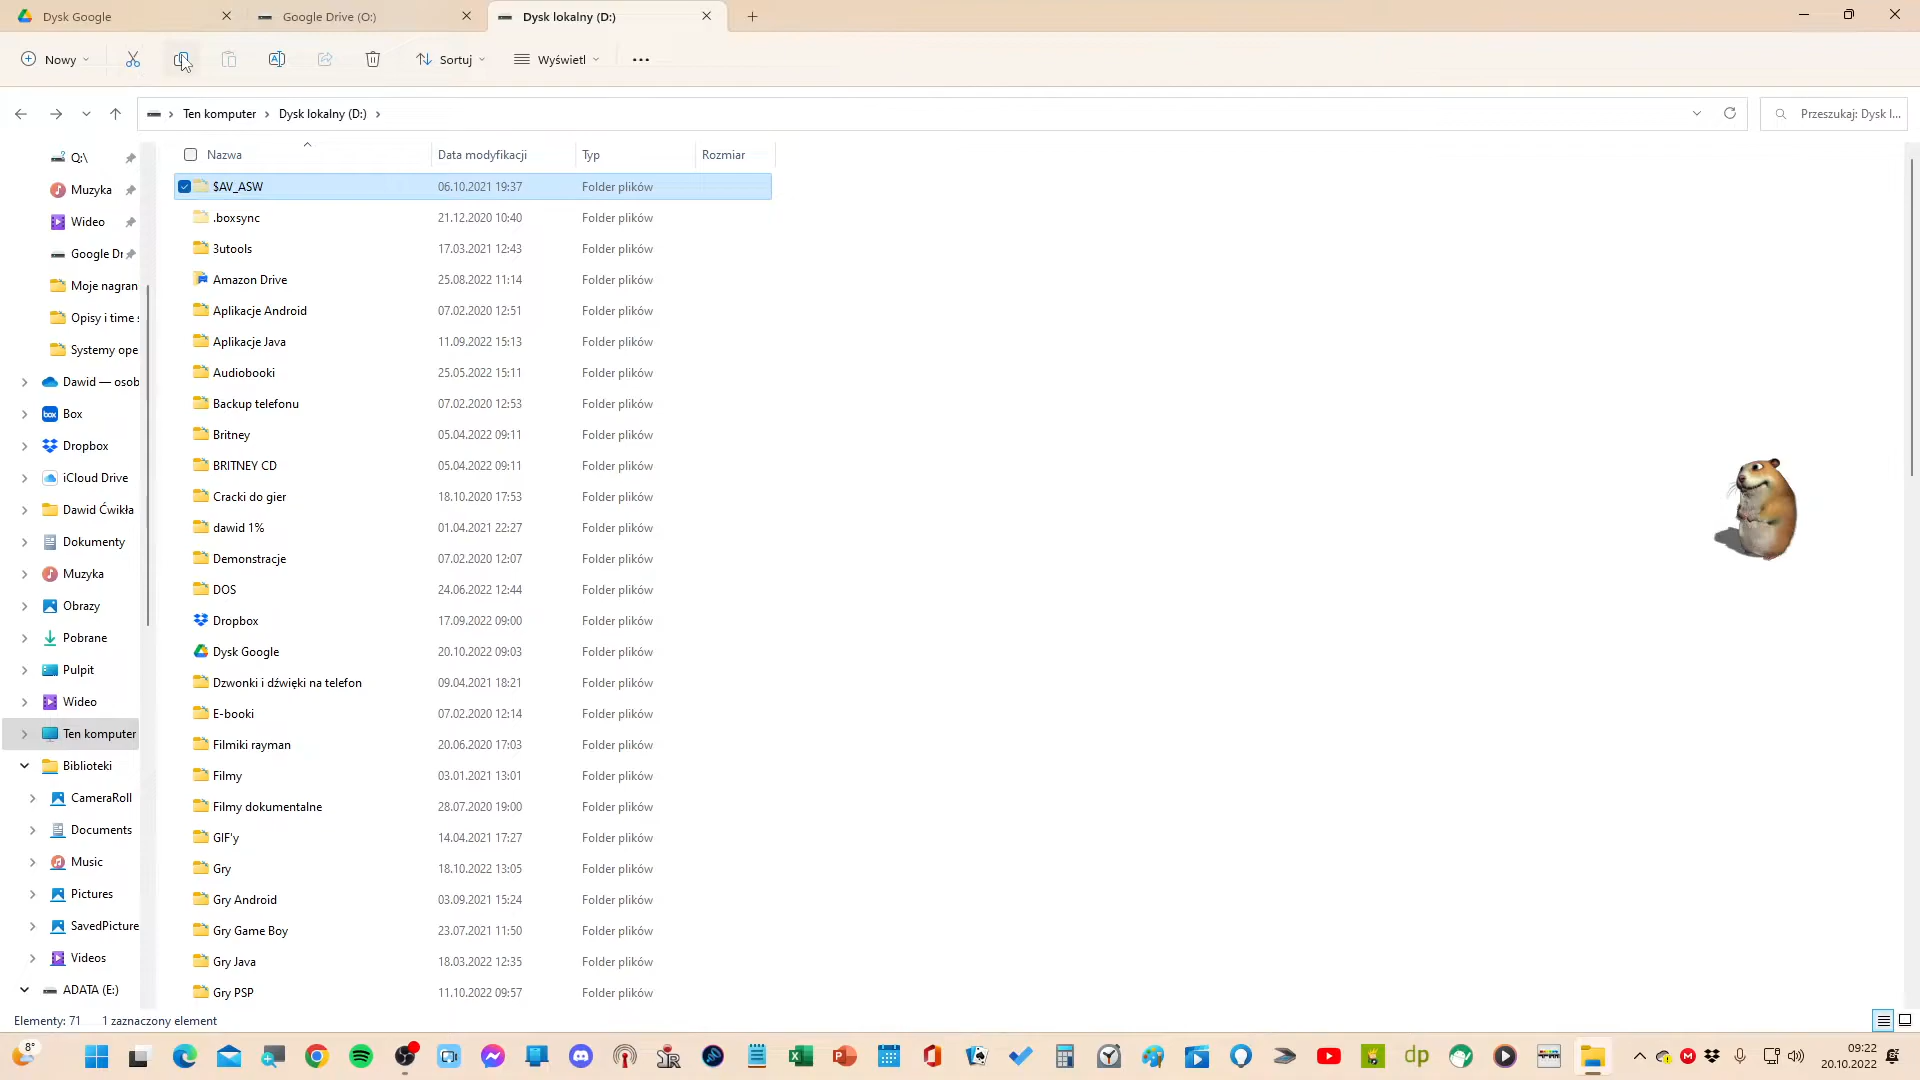 Dysk Google
Google Drive (O:)
Dysk lokalny (D:)
Nowy
Sortuj
Wyświetl
Ten komputer
Dysk lokalny (D:)
Przeszukaj: Dysk l...
Nazwa
Data modyfikacji
Typ
Rozmiar
Q:\
Muzyka
Wideo
Google Dr
Moje nagran
Opisy i time s
Systemy ope
Dawid — osob
Box
Dropbox
iCloud Drive
Dawid Ćwikła
Dokumenty
Muzyka
Obrazy
Pobrane
Pulpit
Wideo
Ten komputer
Biblioteki
CameraRoll
Documents
Music
Pictures
SavedPicture
Videos
ADATA (E:)
$AV_ASW 06.10.2021 19:37 Folder plików
.boxsync 21.12.2020 10:40 Folder plików
3utools 17.03.2021 12:43 Folder plików
Amazon Drive 25.08.2022 11:14 Folder plików
Aplikacje Android 07.02.2020 12:51 Folder plików
Aplikacje Java 11.09.2022 15:13 Folder plików
Audiobooki 25.05.2022 15:11 Folder plików
Backup telefonu 07.02.2020 12:53 Folder plików
Britney 05.04.2022 09:11 Folder plików
BRITNEY CD 05.04.2022 09:11 Folder plików
Cracki do gier 18.10.2020 17:53 Folder plików
dawid 1% 01.04.2021 22:27 Folder plików
Demonstracje 07.02.2020 12:07 Folder plików
DOS 24.06.2022 12:44 Folder plików
Dropbox 17.09.2022 09:00 Folder plików
Dysk Google 20.10.2022 09:03 Folder plików
Dzwonki i dźwięki na telefon 09.04.2021 18:21 Folder plików
E-booki 07.02.2020 12:14 Folder plików
Filmiki rayman 20.06.2020 17:03 Folder plików
Filmy 03.01.2021 13:01 Folder plików
Filmy dokumentalne 28.07.2020 19:00 Folder plików
GIF'y 14.04.2021 17:27 Folder plików
Gry 18.10.2022 13:05 Folder plików
Gry Android 03.09.2021 15:24 Folder plików
Gry Game Boy 23.07.2021 11:50 Folder plików
Gry Java 18.03.2022 12:35 Folder plików
Gry PSP 11.10.2022 09:57 Folder plików
Elementy: 71 1 zaznaczony element
8°
dp
09:22
20.10.2022